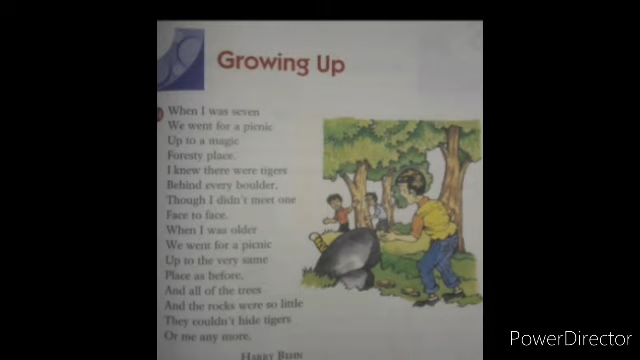 Growing Up
When I was seven
We went for a picnic
Up to a magic
Foresty place.
I knew there were tigers
Behind every boulder,
Though I didn't meet one
Face to face.
When I was older
We went for a picnic
Up to the very same
Place as before,
And all of the trees
And the rocks were so little
They couldn't hide tigers
Or me any more.
HARRY BEHN
PowerDirector